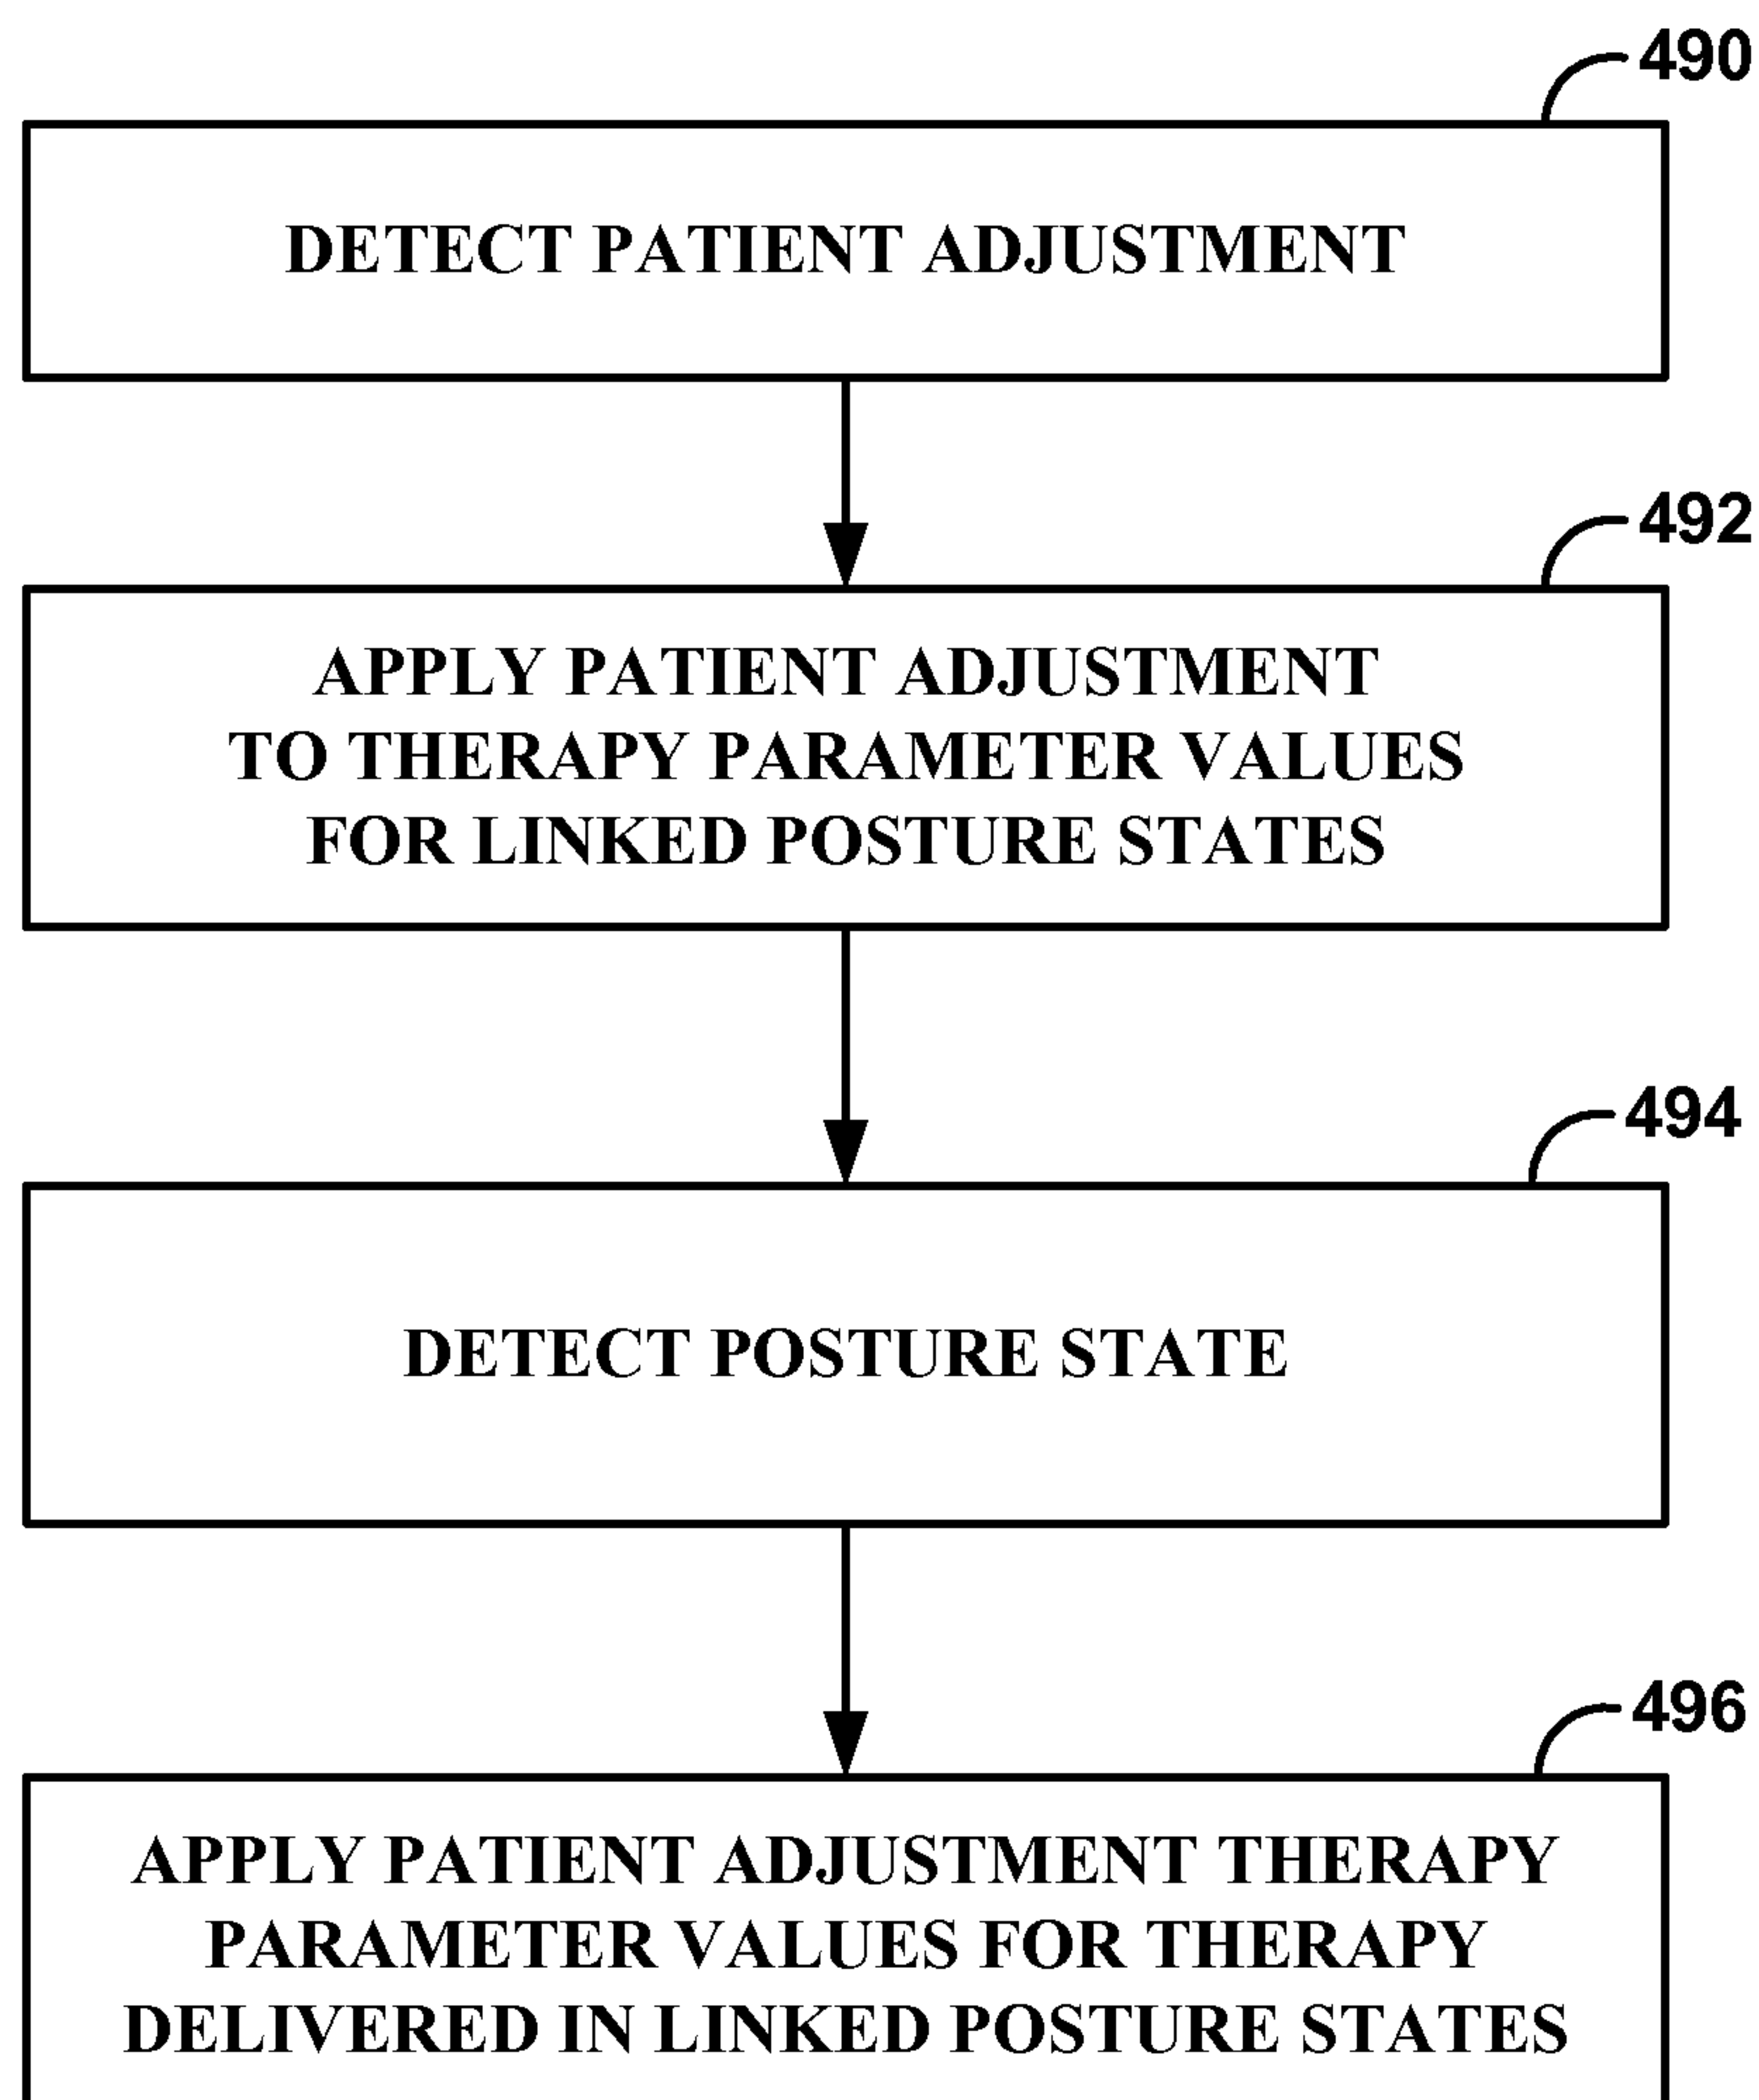 490
DETECT PATIENT ADJUSTMENT
492
APPLY PATIENT ADJUSTMENT
TO THERAPY PARAMETER VALUES
FOR LINKED POSTURE STATES
494
DETECT POSTURE STATE
496
APPLY PATIENT ADJUSTMENT THERAPY
PARAMETER VALUES FOR THERAPY
DELIVERED IN LINKED POSTURE STATES